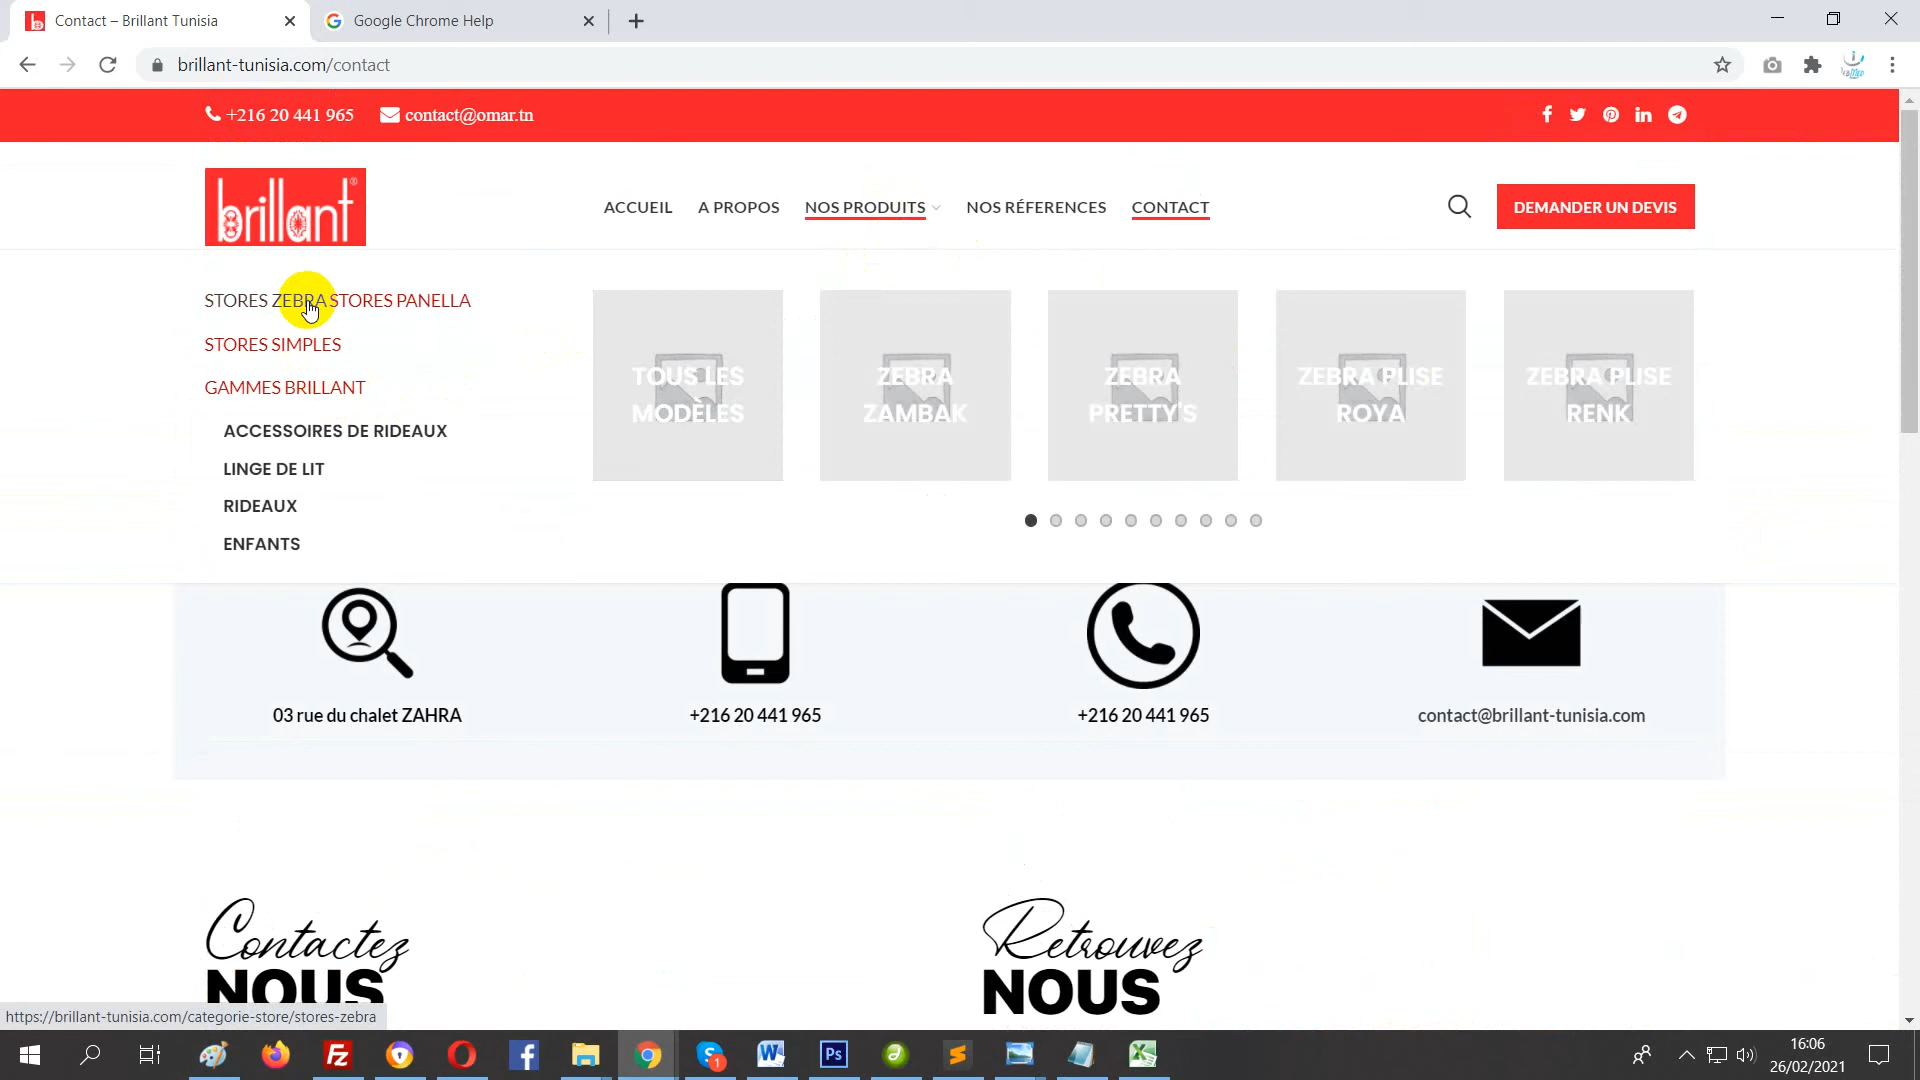 Contact – Brillant Tunisia
Google Chrome Help
brillant-tunisia.com/contact
+216 20 441 965 contact@omar.tn
brillant®
ACCUEIL A PROPOS NOS PRODUITS NOS RÉFERENCES CONTACT
DEMANDER UN DEVIS
STORES ZEBRA STORES PANELLA
STORES SIMPLES
GAMMES BRILLANT
ACCESSOIRES DE RIDEAUX
LINGE DE LIT
RIDEAUX
ENFANTS
TOUS LES
MODÈLES
ZEBRA
ZAMBAK
ZEBRA
PRETTY'S
ZEBRA PLISE
ROYA
ZEBRA PLISE
RENK
03 rue du chalet ZAHRA
+216 20 441 965
+216 20 441 965
contact@brillant-tunisia.com
Contactez
NOUS
Retrouvez
NOUS
https://brillant-tunisia.com/categorie-store/stores-zebra
16:06
26/02/2021